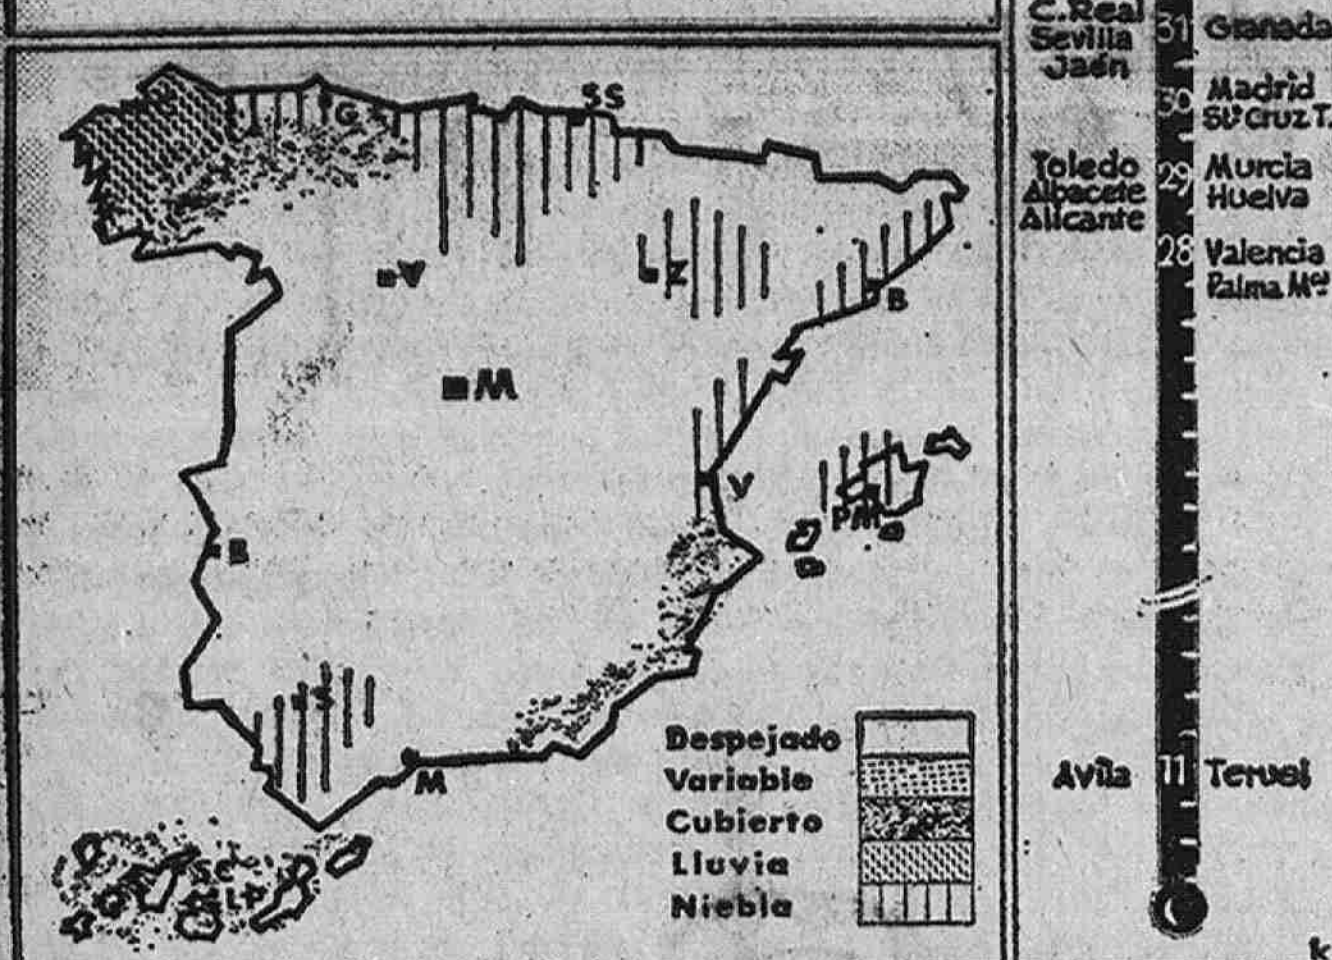 G
SS
V
Z
B
M
V
PM
B
S
M
SC
LP
Despejado
Variable
Cubierto
Lluvia
Niebla
C.Real
Sevilla
Jaén
31
Granada
30
Madrid
Sta Cruz T.
Toledo
Albacete
Alicante
29
Murcia
Huelva
28
Valencia
Palma Mca
Avila
11
Teruel
k